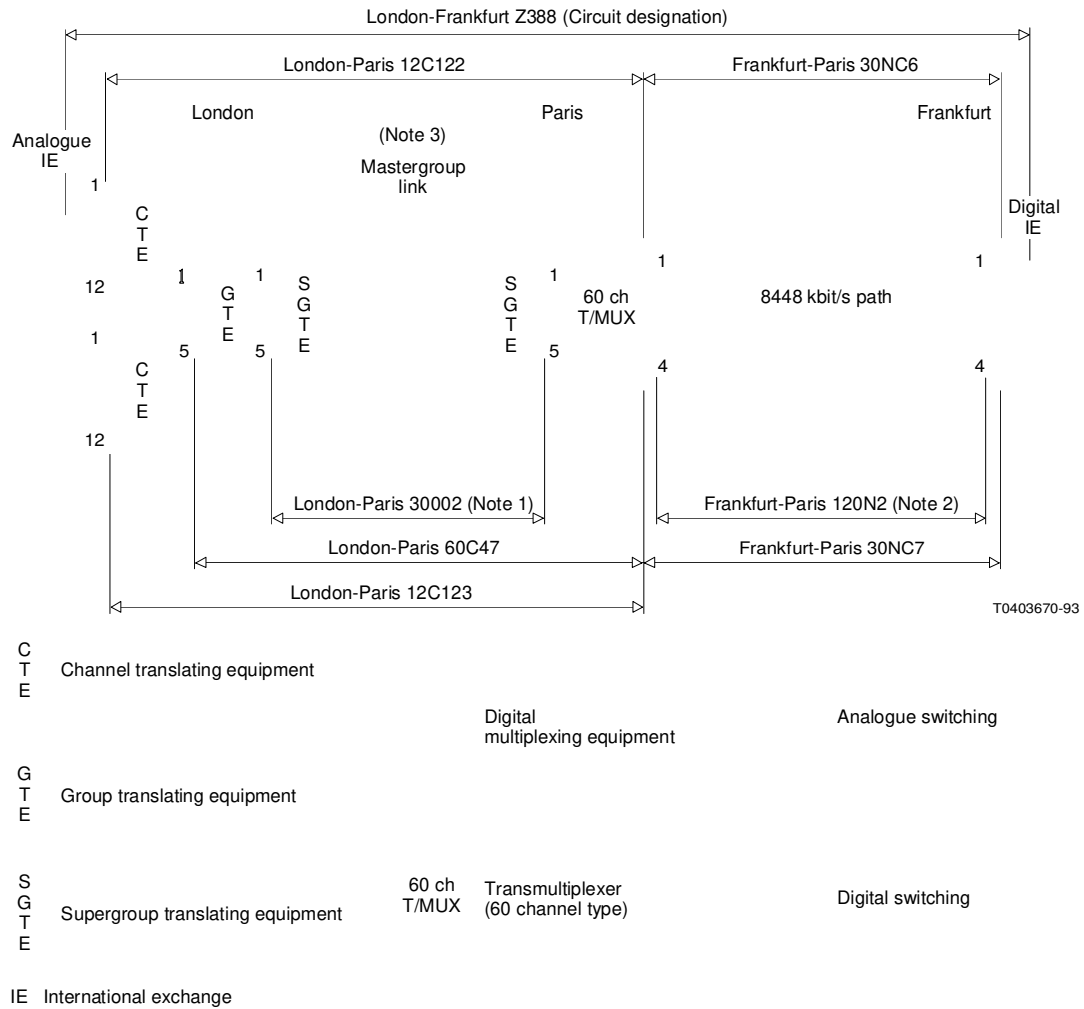 London-Frankfurt Z388 (Circuit designation)
London-Paris 12C122
Frankfurt-Paris 30NC6
London
Paris
Frankfurt
(Note 3)
Analogue
IE
Mastergroup
link
1
Digital
IE
C
T
E
12
1
5
G
T
E
1
5
S
G
T
E
S
G
T
E
1
5
60 ch
T/MUX
1
4
8448 kbit/s path
1
4
1
C
T
E
12
London-Paris 30002 (Note 1)
Frankfurt-Paris 120N2 (Note 2)
London-Paris 60C47
Frankfurt-Paris 30NC7
London-Paris 12C123
T0403670-93
C
T
E
Channel translating equipment
Digital
multiplexing equipment
Analogue switching
G
T
E
Group translating equipment
S
G
T
E
Supergroup translating equipment
60 ch
T/MUX
Transmultiplexer
(60 channel type)
Digital switching
IE International exchange